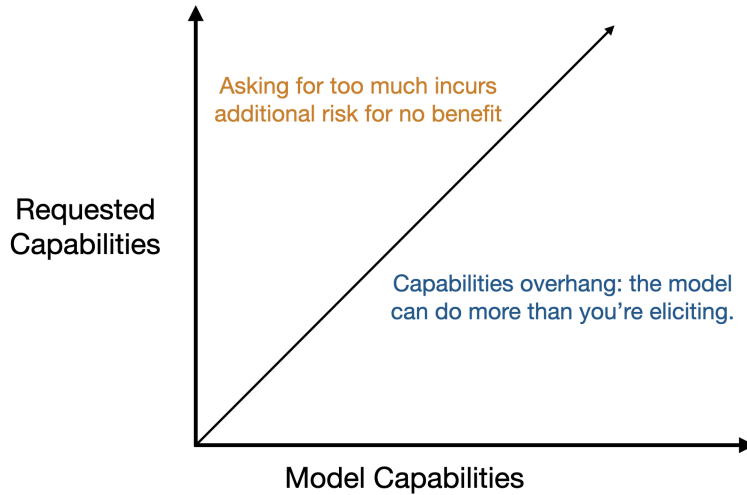 Asking for too much incurs
additional risk for no benefit
Requested
Capabilities
Capabilities overhang: the model
can do more than you’re eliciting.
Model Capabilities